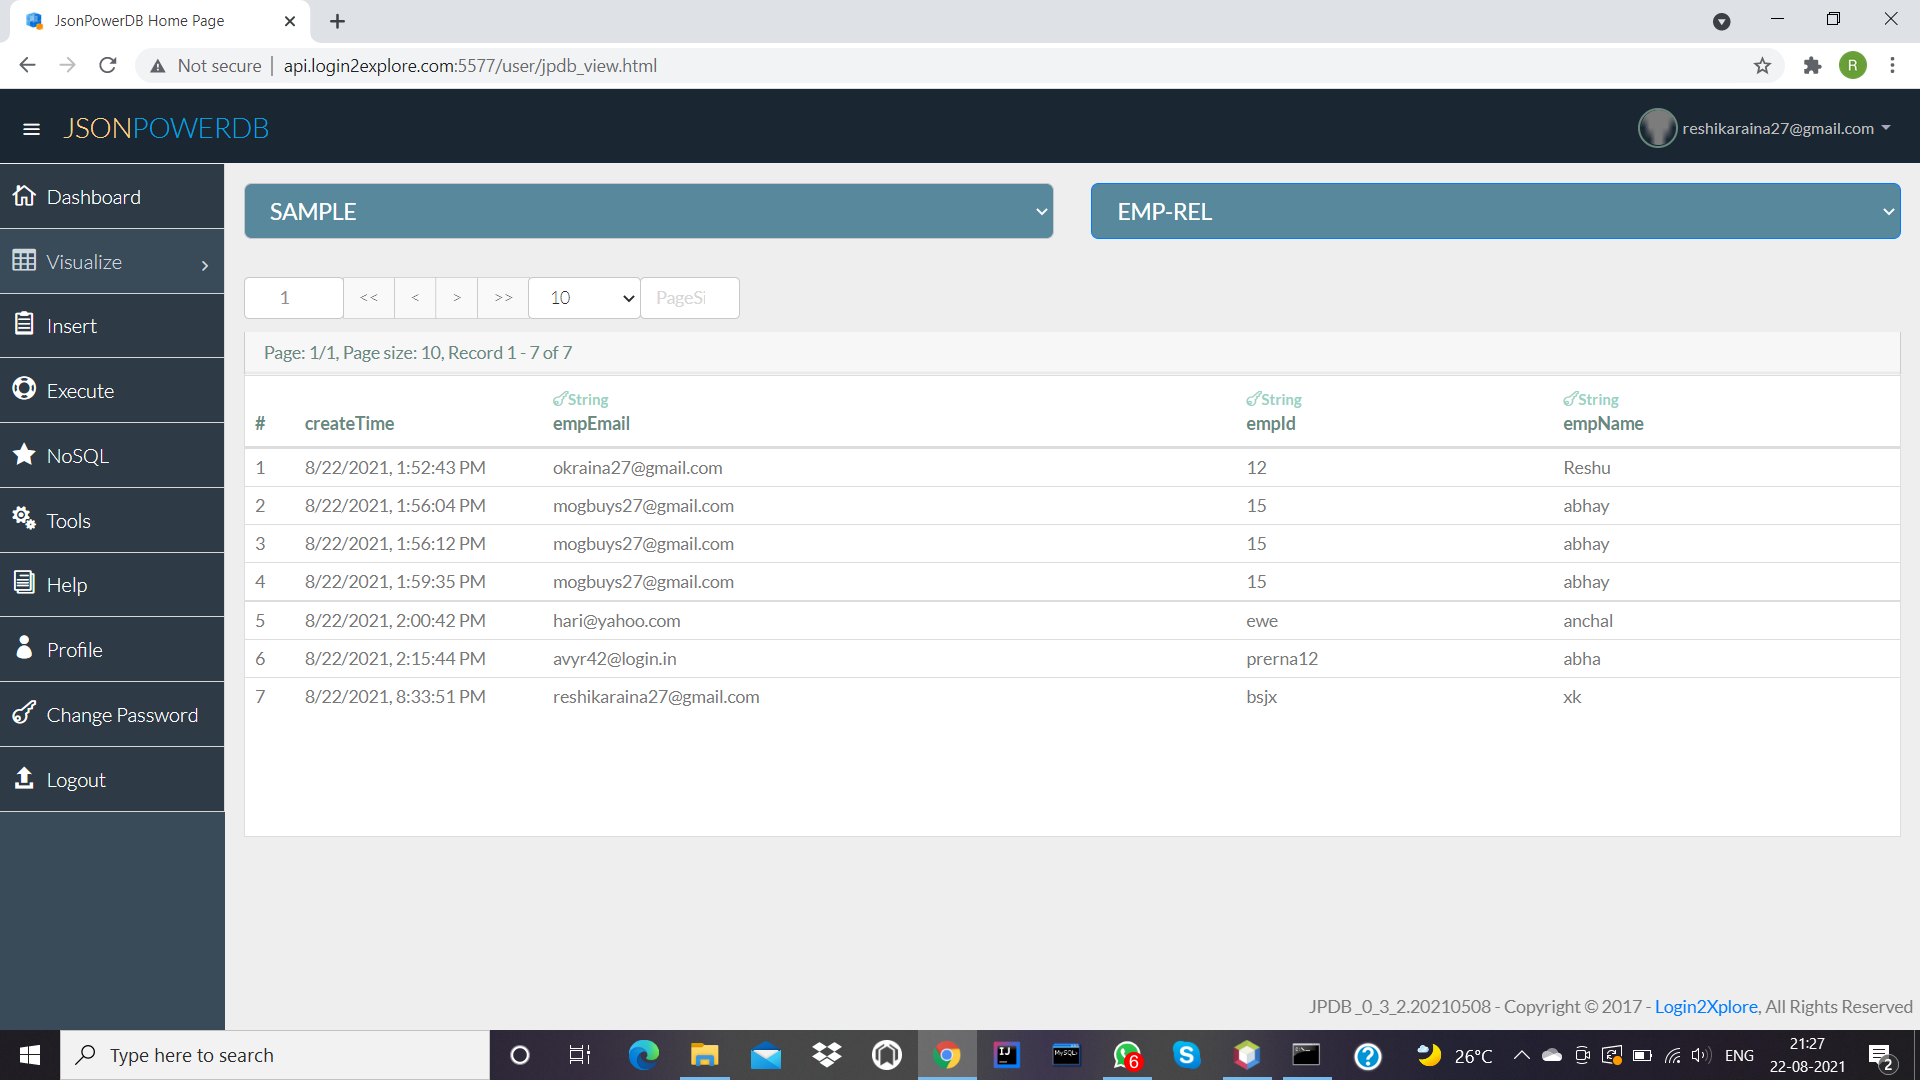 JsonPowerDB Home Page
Not secure | api.login2explore.com:5577/user/jpdb_view.html
R
JSONPOWERDB
reshikaraina27@gmail.com
Dashboard
Visualize
Insert
Execute
NoSQL
Tools
Help
Profile
Change Password
Logout
SAMPLE
EMP-REL
1 << < > >> 10 PageSi
Page: 1/1, Page size: 10, Record 1 - 7 of 7
String String String
# createTime empEmail empId empName
1 8/22/2021, 1:52:43 PM okraina27@gmail.com 12 Reshu
2 8/22/2021, 1:56:04 PM mogbuys27@gmail.com 15 abhay
3 8/22/2021, 1:56:12 PM mogbuys27@gmail.com 15 abhay
4 8/22/2021, 1:59:35 PM mogbuys27@gmail.com 15 abhay
5 8/22/2021, 2:00:42 PM hari@yahoo.com ewe anchal
6 8/22/2021, 2:15:44 PM avyr42@login.in prerna12 abha
7 8/22/2021, 8:33:51 PM reshikaraina27@gmail.com bsjx xk
JPDB_0_3_2.20210508 - Copyright © 2017 - Login2Xplore, All Rights Reserved
Type here to search
IJ
MySQL
6
26°C
ENG
21:27
22-08-2021
2